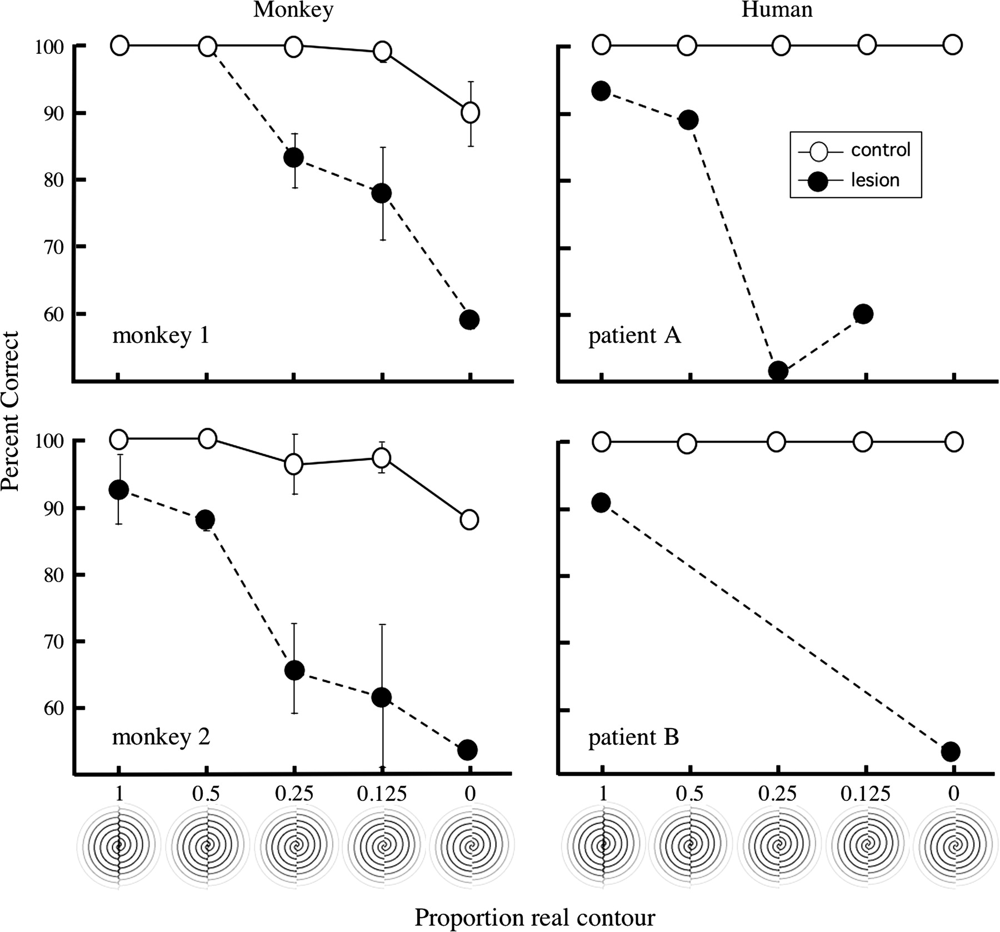 Monkey
Human
100
90
80
70
60
monkey 1
patient A
control
lesion
Percent Correct
100
90
80
70
60
monkey 2
patient B
1 0.5 0.25 0.125 0
1 0.5 0.25 0.125 0
Proportion real contour